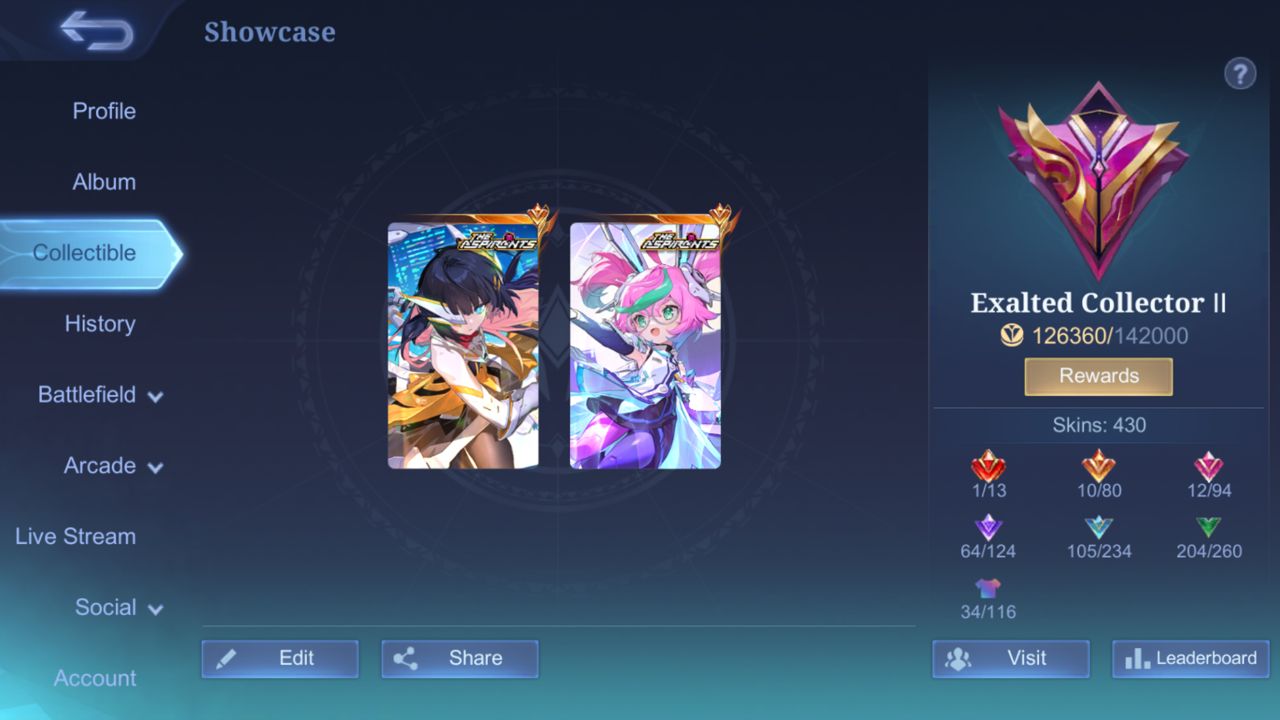 Showcase
Profile
Album
Collectible
History
Battlefield
Arcade
Live Stream
Social
Account
THE ASPIRANTS
THE ASPIRANTS
Edit
Share
?
Exalted Collector II
126360/142000
Rewards
Skins: 430
1/13
10/80
12/94
64/124
105/234
204/260
34/116
Visit
Leaderboard